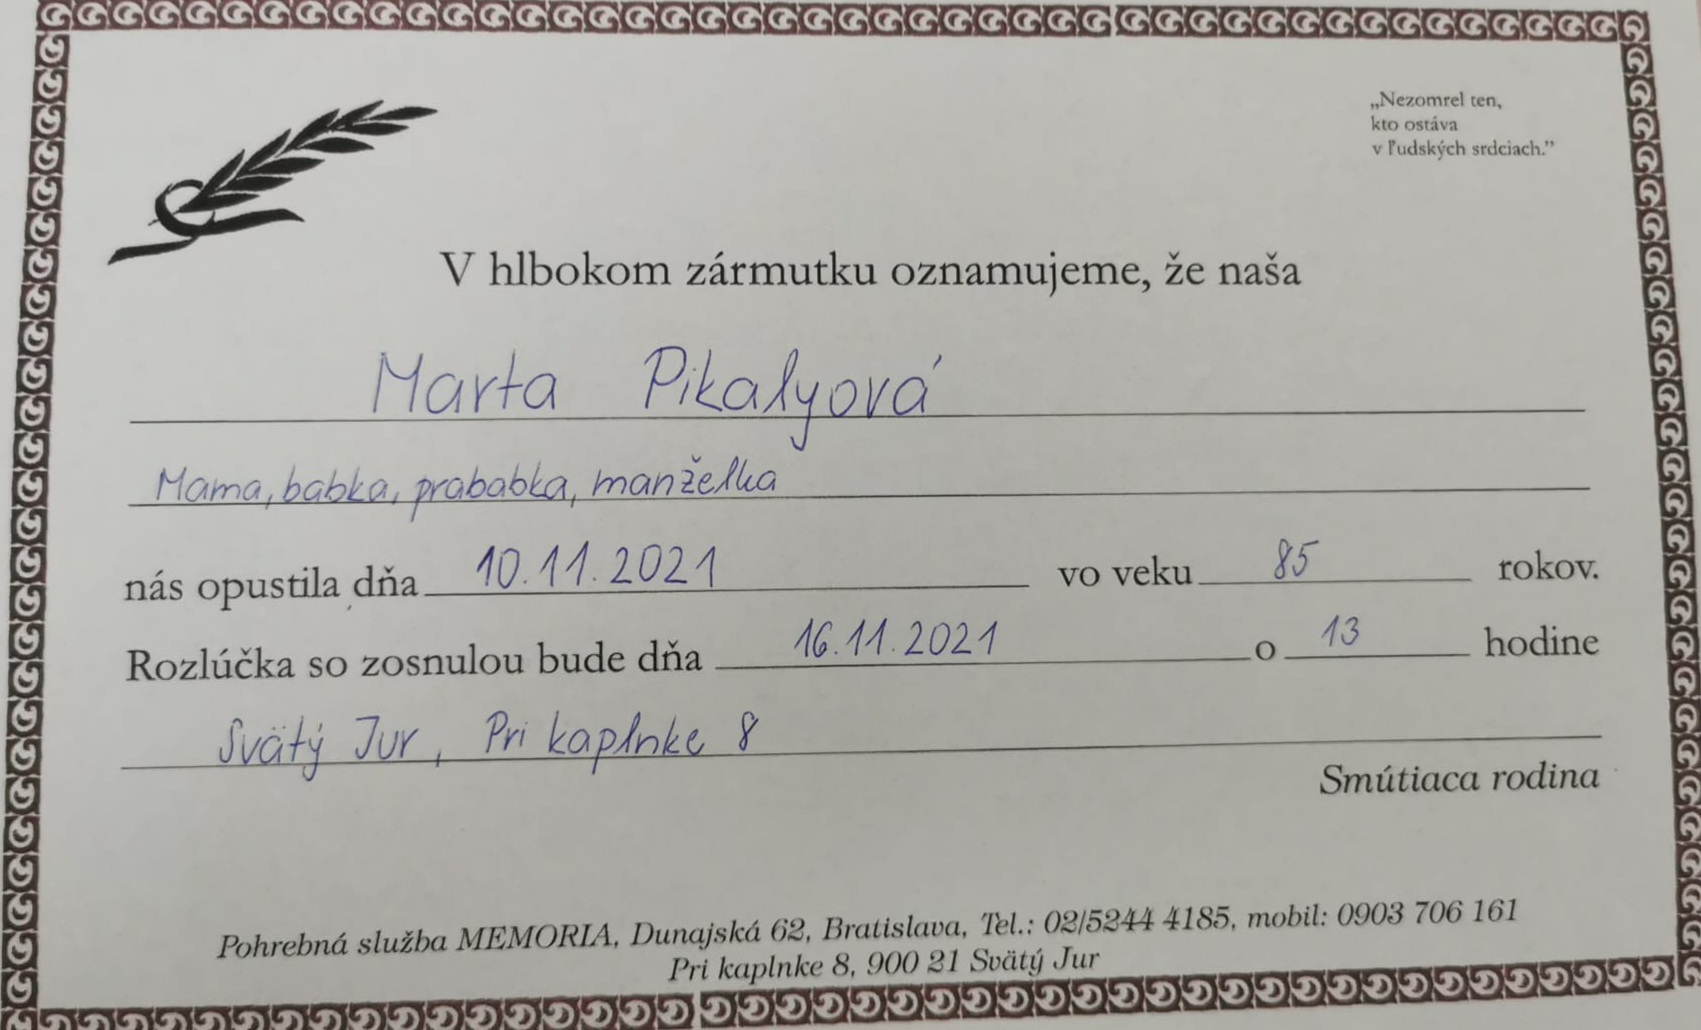 „Nezomrel ten,
kto ostáva
v ľudských srdciach.”
V hlbokom zármutku oznamujeme, že naša
Marta Pikalyová
Mama, babka, prababka, manželka
nás opustila dňa 10.11.2021 vo veku 85 rokov.
Rozlúčka so zosnulou bude dňa 16.11.2021 o 13 hodine
Svätý Jur, Pri kaplnke 8
Smútiaca rodina
Pohrebná služba MEMORIA, Dunajská 62, Bratislava, Tel.: 02/5244 4185, mobil: 0903 706 161
Pri kaplnke 8, 900 21 Svätý Jur